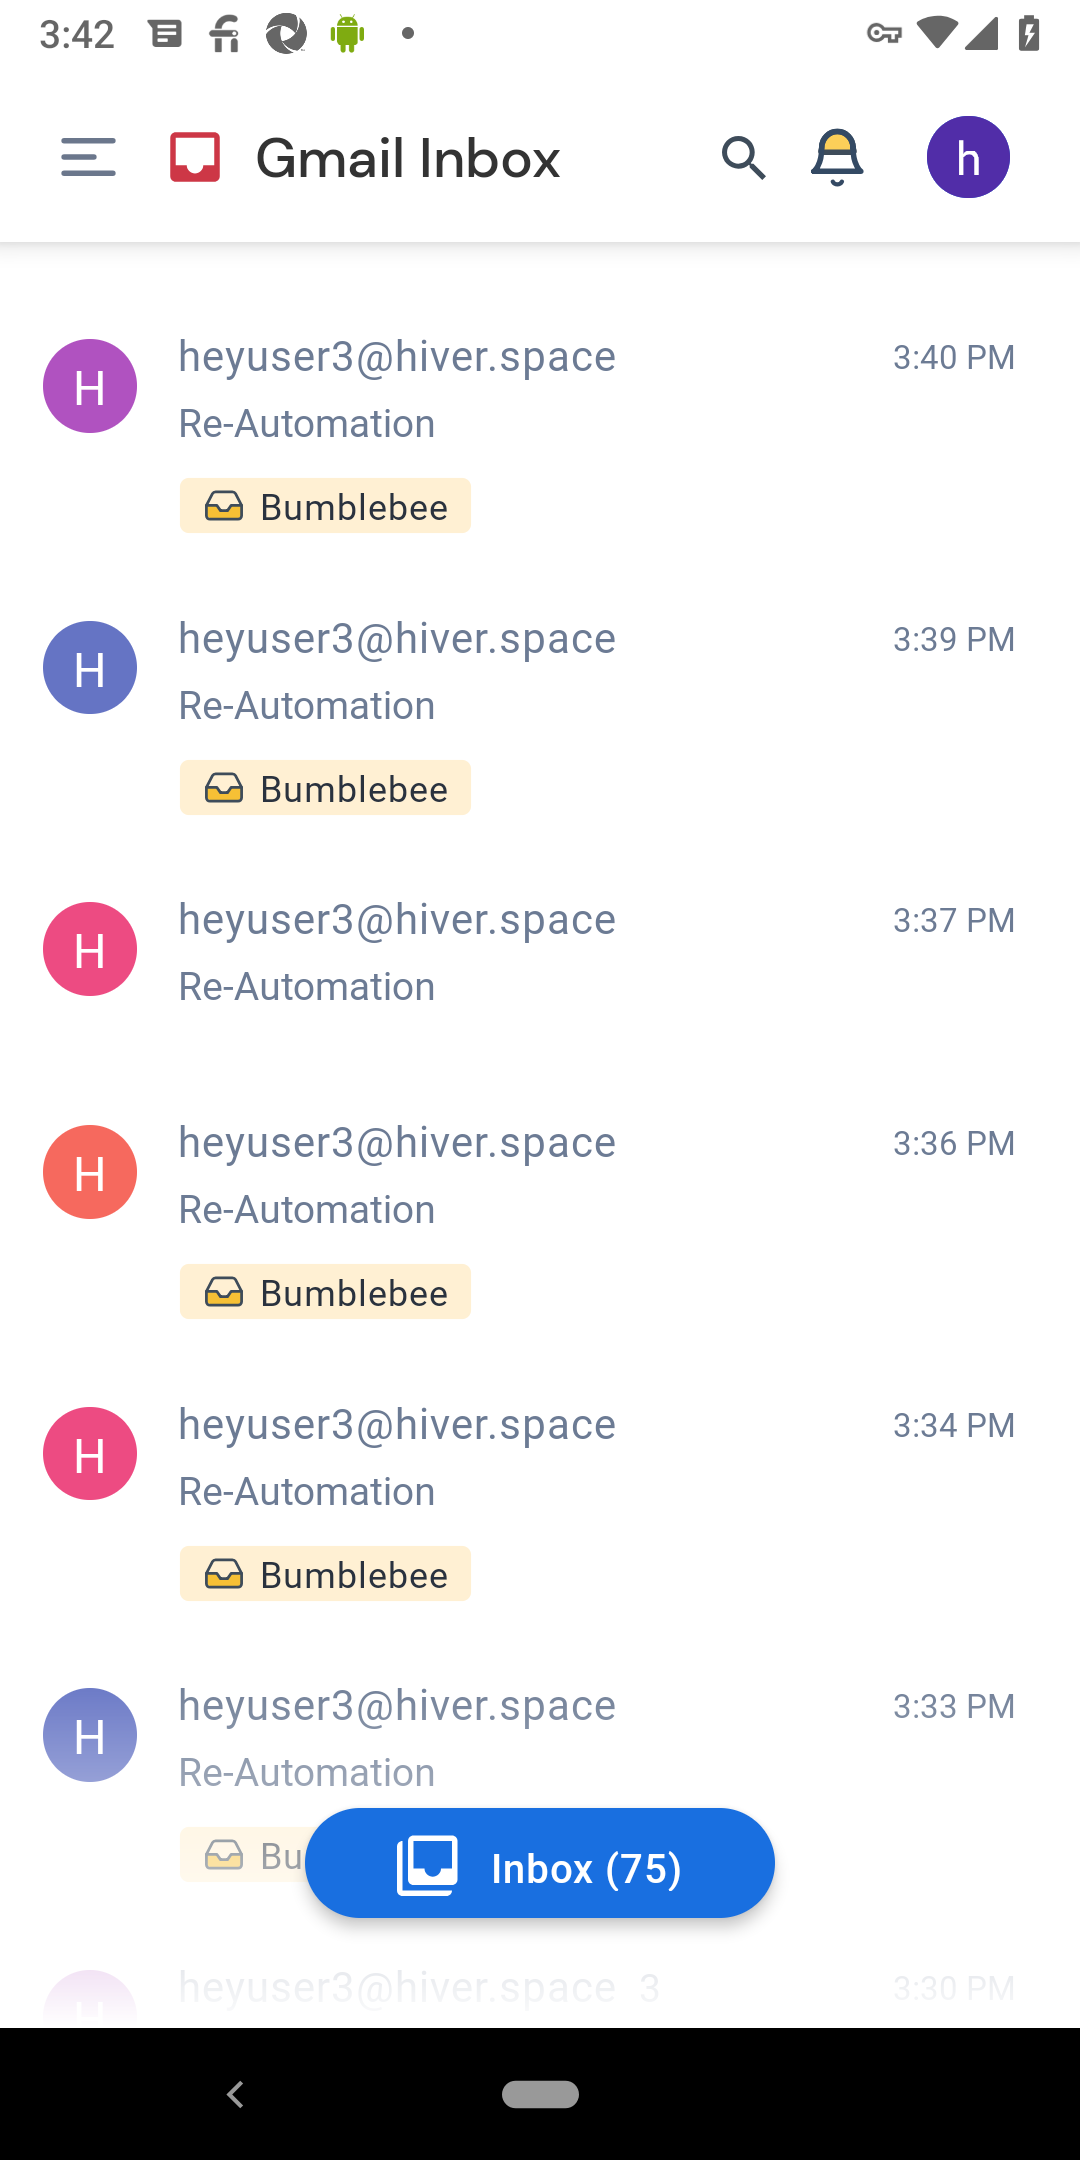 3:42
Gmail Inbox
h
H
heyuser3@hiver.space
3:40 PM
Re-Automation
Bumblebee
H
heyuser3@hiver.space
3:39 PM
Re-Automation
Bumblebee
H
heyuser3@hiver.space
3:37 PM
Re-Automation
H
heyuser3@hiver.space
3:36 PM
Re-Automation
Bumblebee
H
heyuser3@hiver.space
3:34 PM
Re-Automation
Bumblebee
H
heyuser3@hiver.space
3:33 PM
Re-Automation
Bu
Inbox (75)
H
heyuser3@hiver.space 3
3:30 PM